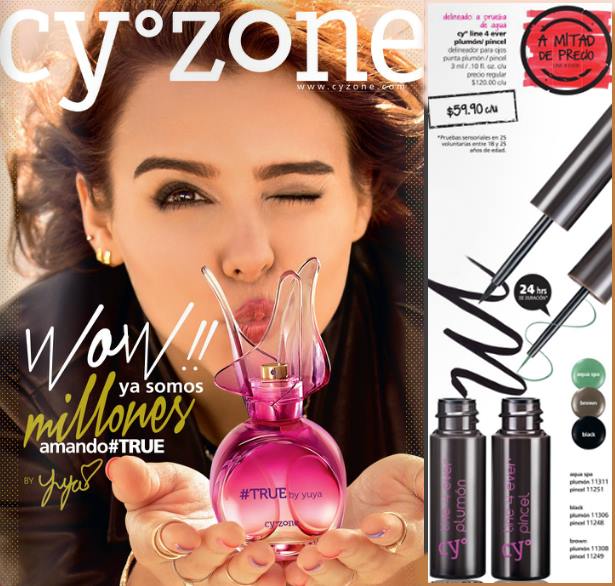 cy°zone
www.cyzone.com
WOW!!
ya somos
millones
amando#TRUE
BY Yuya
#TRUE by yuya
cy°zone
delineado a prueba
de agua
cy° line 4 ever
plumón/ pincel
delineador para ojos
punta plumón / pincel
3 ml / .10 fl. oz. c/u
precio regular
$120.00 c/u
A MITAD
DE PRECIO
$59.90 c/u
*Pruebas sensoriales en 25
voluntarias entre 18 y 25
años de edad.
24 hrs
DE DURACIÓN*
aqua spa
brown
black
cy° line 4 ever
plumón
cy° line 4 ever
pincel
aqua spa
plumón 11311
pincel 11251
black
plumón 11306
pincel 11248
brown
plumón 11308
pincel 11249